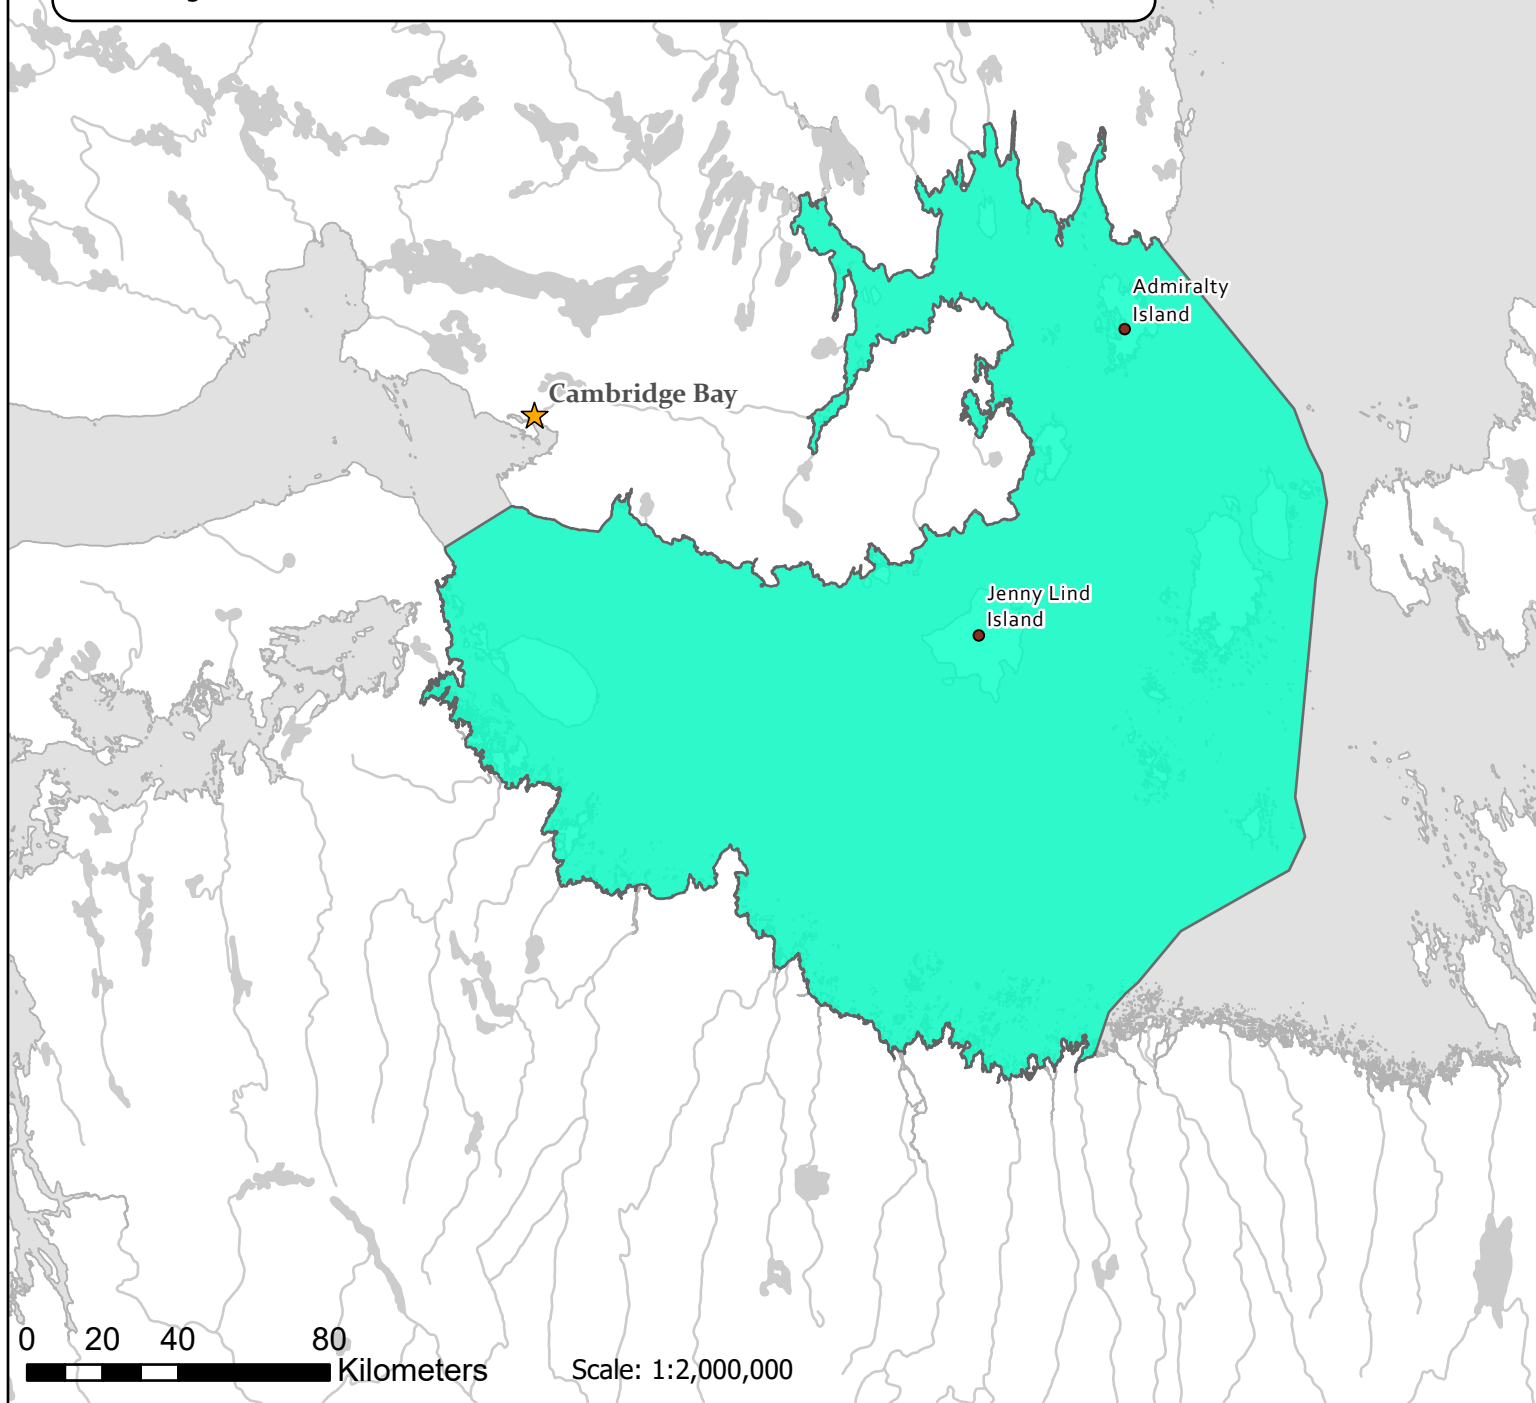 Admiralty
Island
Cambridge Bay
Jenny Lind
Island
0 20 40 80
Kilometers
Scale: 1:2,000,000